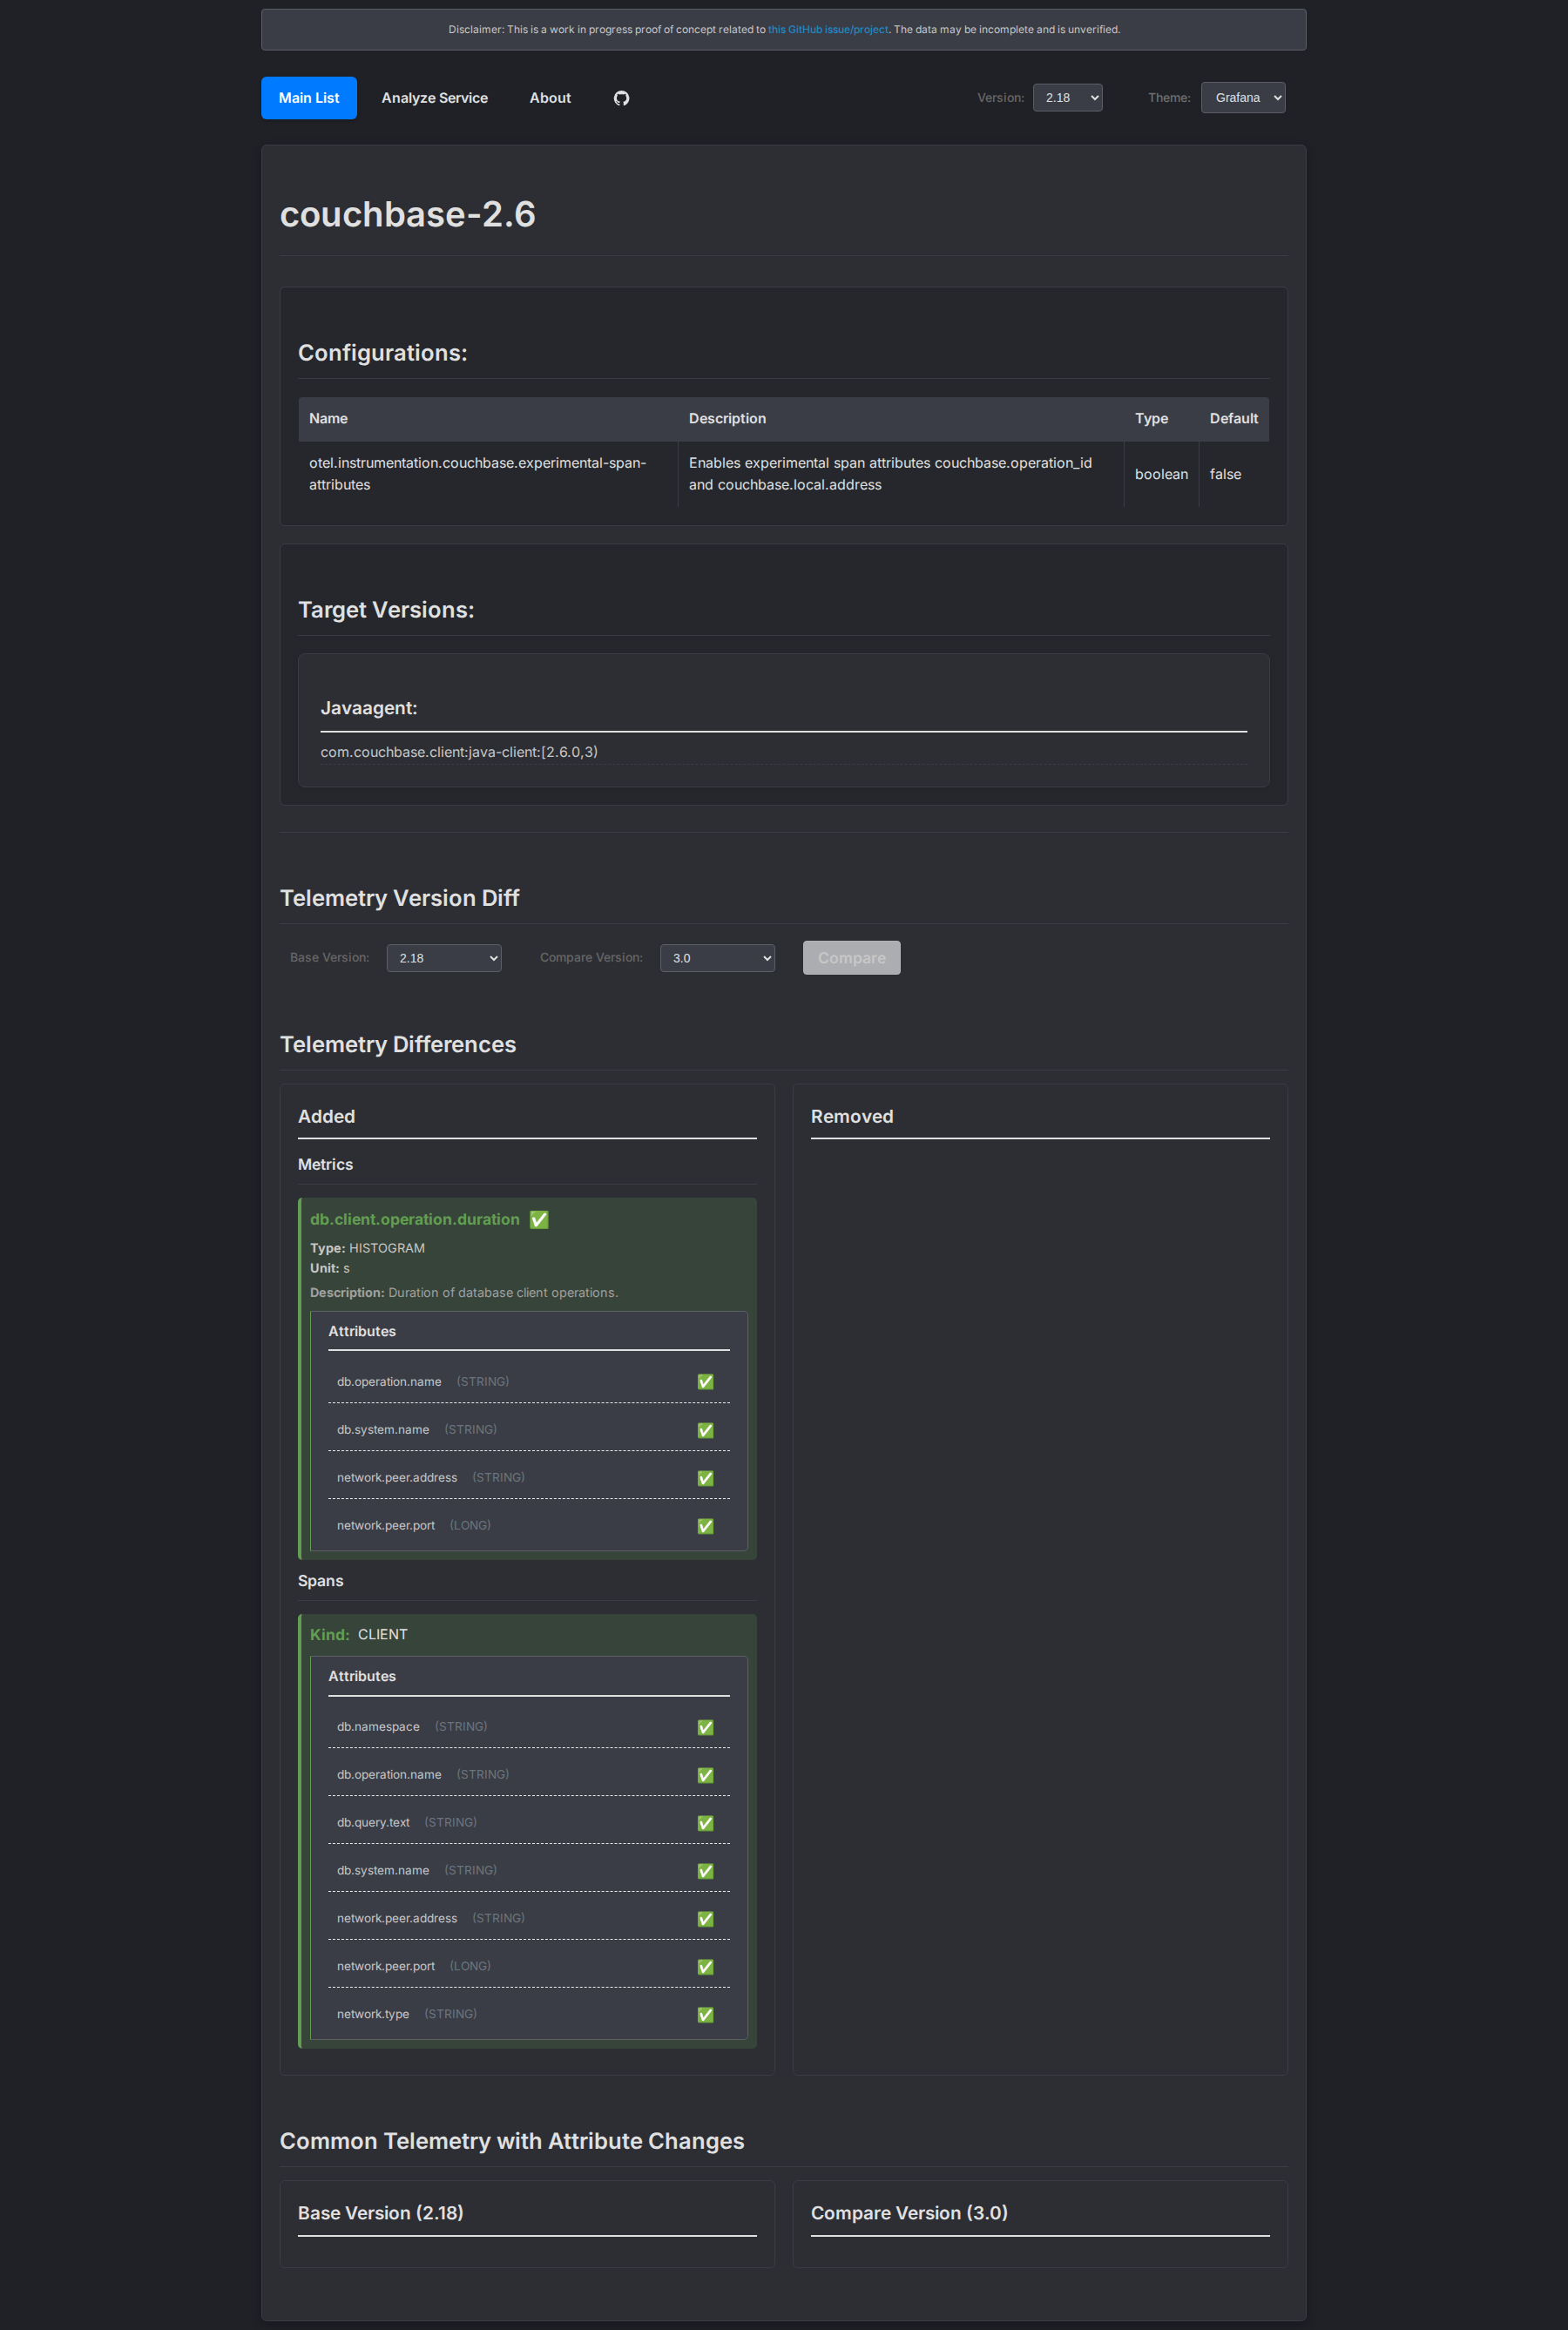 Disclaimer: This is a work in progress proof of concept related to this GitHub issue/project. The data may be incomplete and is unverified.
Main List Analyze Service About Version: 2.18 Theme: Grafana
couchbase-2.6
Configurations:
Name Description Type Default
otel.instrumentation.couchbase.experimental-span-
attributes
Enables experimental span attributes couchbase.operation_id
and couchbase.local.address
boolean
false
Target Versions:
Javaagent:
com.couchbase.client:java-client:[2.6.0,3)
Telemetry Version Diff
Base Version: 2.18 Compare Version: 3.0 Compare
Telemetry Differences
Added
Metrics
db.client.operation.duration ✅
Type: HISTOGRAM
Unit: s
Description: Duration of database client operations.
Attributes
db.operation.name (STRING) ✅
db.system.name (STRING) ✅
network.peer.address (STRING) ✅
network.peer.port (LONG) ✅
Spans
Kind: CLIENT
Attributes
db.namespace (STRING) ✅
db.operation.name (STRING) ✅
db.query.text (STRING) ✅
db.system.name (STRING) ✅
network.peer.address (STRING) ✅
network.peer.port (LONG) ✅
network.type (STRING) ✅
Removed
Common Telemetry with Attribute Changes
Base Version (2.18)
Compare Version (3.0)